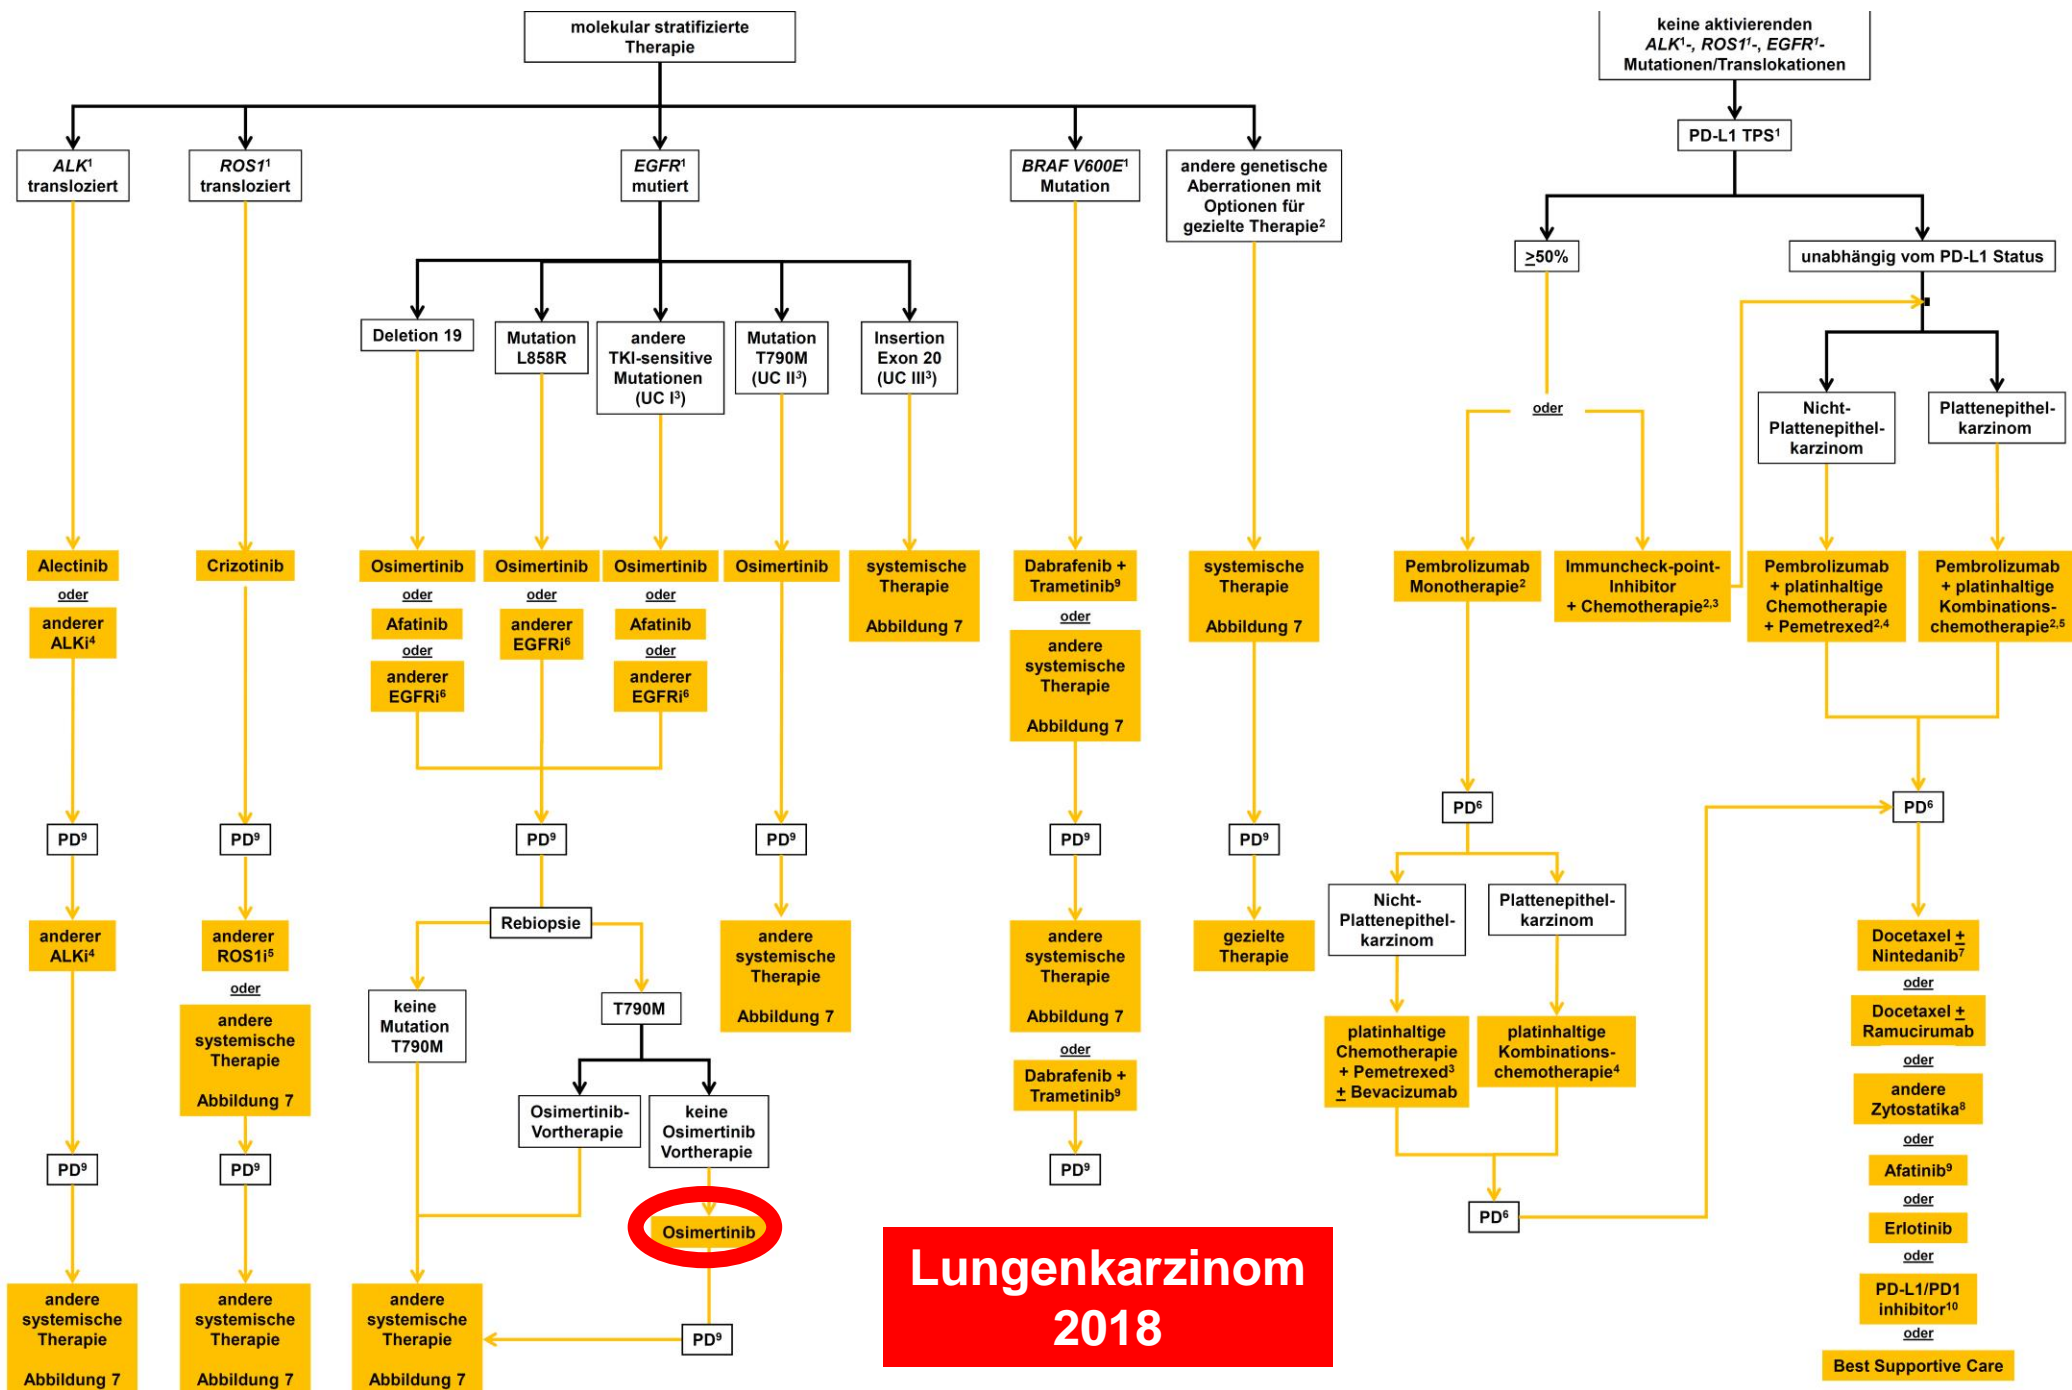 molekular stratifizierte
Therapie
ALK¹
transloziert
ROS1¹
transloziert
EGFR¹
mutiert
BRAF V600E¹
Mutation
andere genetische
Aberrationen mit
Optionen für
gezielte Therapie²
Deletion 19
Mutation
L858R
andere
TKI-sensitive
Mutationen
(UC I³)
Mutation
T790M
(UC II³)
Insertion
Exon 20
(UC III³)
Alectinib
oder
anderer
ALKi⁴
Crizotinib
Osimertinib
oder
Afatinib
oder
anderer
EGFRi⁶
Osimertinib
oder
anderer
EGFRi⁶
Osimertinib
oder
Afatinib
oder
anderer
EGFRi⁶
Osimertinib
systemische
Therapie
Abbildung 7
Dabrafenib +
Trametinib⁹
oder
andere
systemische
Therapie
Abbildung 7
systemische
Therapie
Abbildung 7
PD⁹
PD⁹
PD⁹
PD⁹
PD⁹
PD⁹
anderer
ALKi⁴
anderer
ROS1i⁵
oder
andere
systemische
Therapie
Abbildung 7
Rebiopsie
keine
Mutation
T790M
T790M
Osimertinib-
Vortherapie
keine
Osimertinib
Vortherapie
Osimertinib
andere
systemische
Therapie
Abbildung 7
andere
systemische
Therapie
Abbildung 7
oder
Dabrafenib +
Trametinib⁹
PD⁹
gezielte
Therapie
PD⁹
PD⁹
PD⁹
andere
systemische
Therapie
Abbildung 7
andere
systemische
Therapie
Abbildung 7
andere
systemische
Therapie
Abbildung 7
keine aktivierenden
ALK¹-, ROS1¹-, EGFR¹-
Mutationen/Translokationen
PD-L1 TPS¹
≥50%
unabhängig vom PD-L1 Status
oder
Nicht-
Plattenepithel-
karzinom
Plattenepithel-
karzinom
Pembrolizumab
Monotherapie²
Immuncheck-point-
Inhibitor
+ Chemotherapie²,³
Pembrolizumab
+ platinhaltige
Chemotherapie
+ Pemetrexed²,⁴
Pembrolizumab
+ platinhaltige
Kombinations-
chemotherapie²,⁵
PD⁶
PD⁶
Nicht-
Plattenepithel-
karzinom
Plattenepithel-
karzinom
platinhaltige
Chemotherapie
+ Pemetrexed³
± Bevacizumab
platinhaltige
Kombinations-
chemotherapie⁴
PD⁶
Docetaxel ±
Nintedanib⁷
oder
Docetaxel ±
Ramucirumab
oder
andere
Zytostatika⁸
oder
Afatinib⁹
oder
Erlotinib
oder
PD-L1/PD1
inhibitor¹⁰
oder
Best Supportive Care
Lungenkarzinom
2018